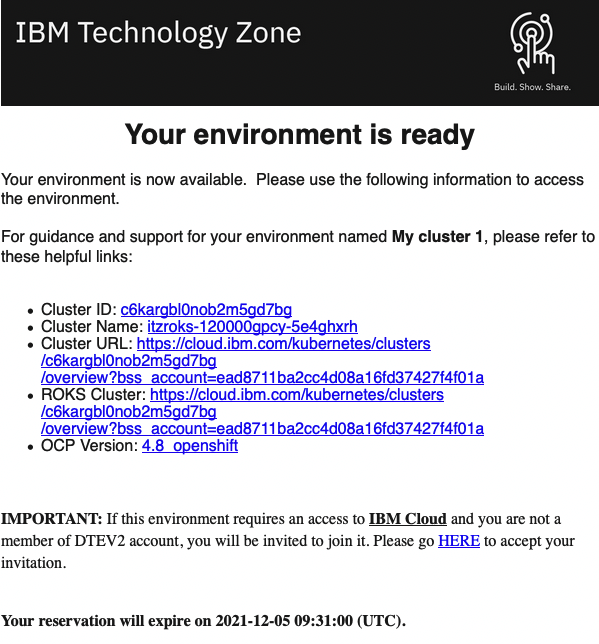 IBM Technology Zone
Build. Show. Share.
Your environment is ready
Your environment is now available.  Please use the following information to access
the environment.
For guidance and support for your environment named My cluster 1, please refer to
these helpful links:
• Cluster ID: c6kargbl0nob2m5gd7bg
• Cluster Name: itzroks-120000gpcy-5e4ghxrh
• Cluster URL: https://cloud.ibm.com/kubernetes/clusters
/c6kargbl0nob2m5gd7bg
/overview?bss_account=ead8711ba2cc4d08a16fd37427f4f01a
• ROKS Cluster: https://cloud.ibm.com/kubernetes/clusters
/c6kargbl0nob2m5gd7bg
/overview?bss_account=ead8711ba2cc4d08a16fd37427f4f01a
• OCP Version: 4.8_openshift
IMPORTANT: If this environment requires an access to IBM Cloud and you are not a
member of DTEV2 account, you will be invited to join it. Please go HERE to accept your
invitation.
Your reservation will expire on 2021-12-05 09:31:00 (UTC).